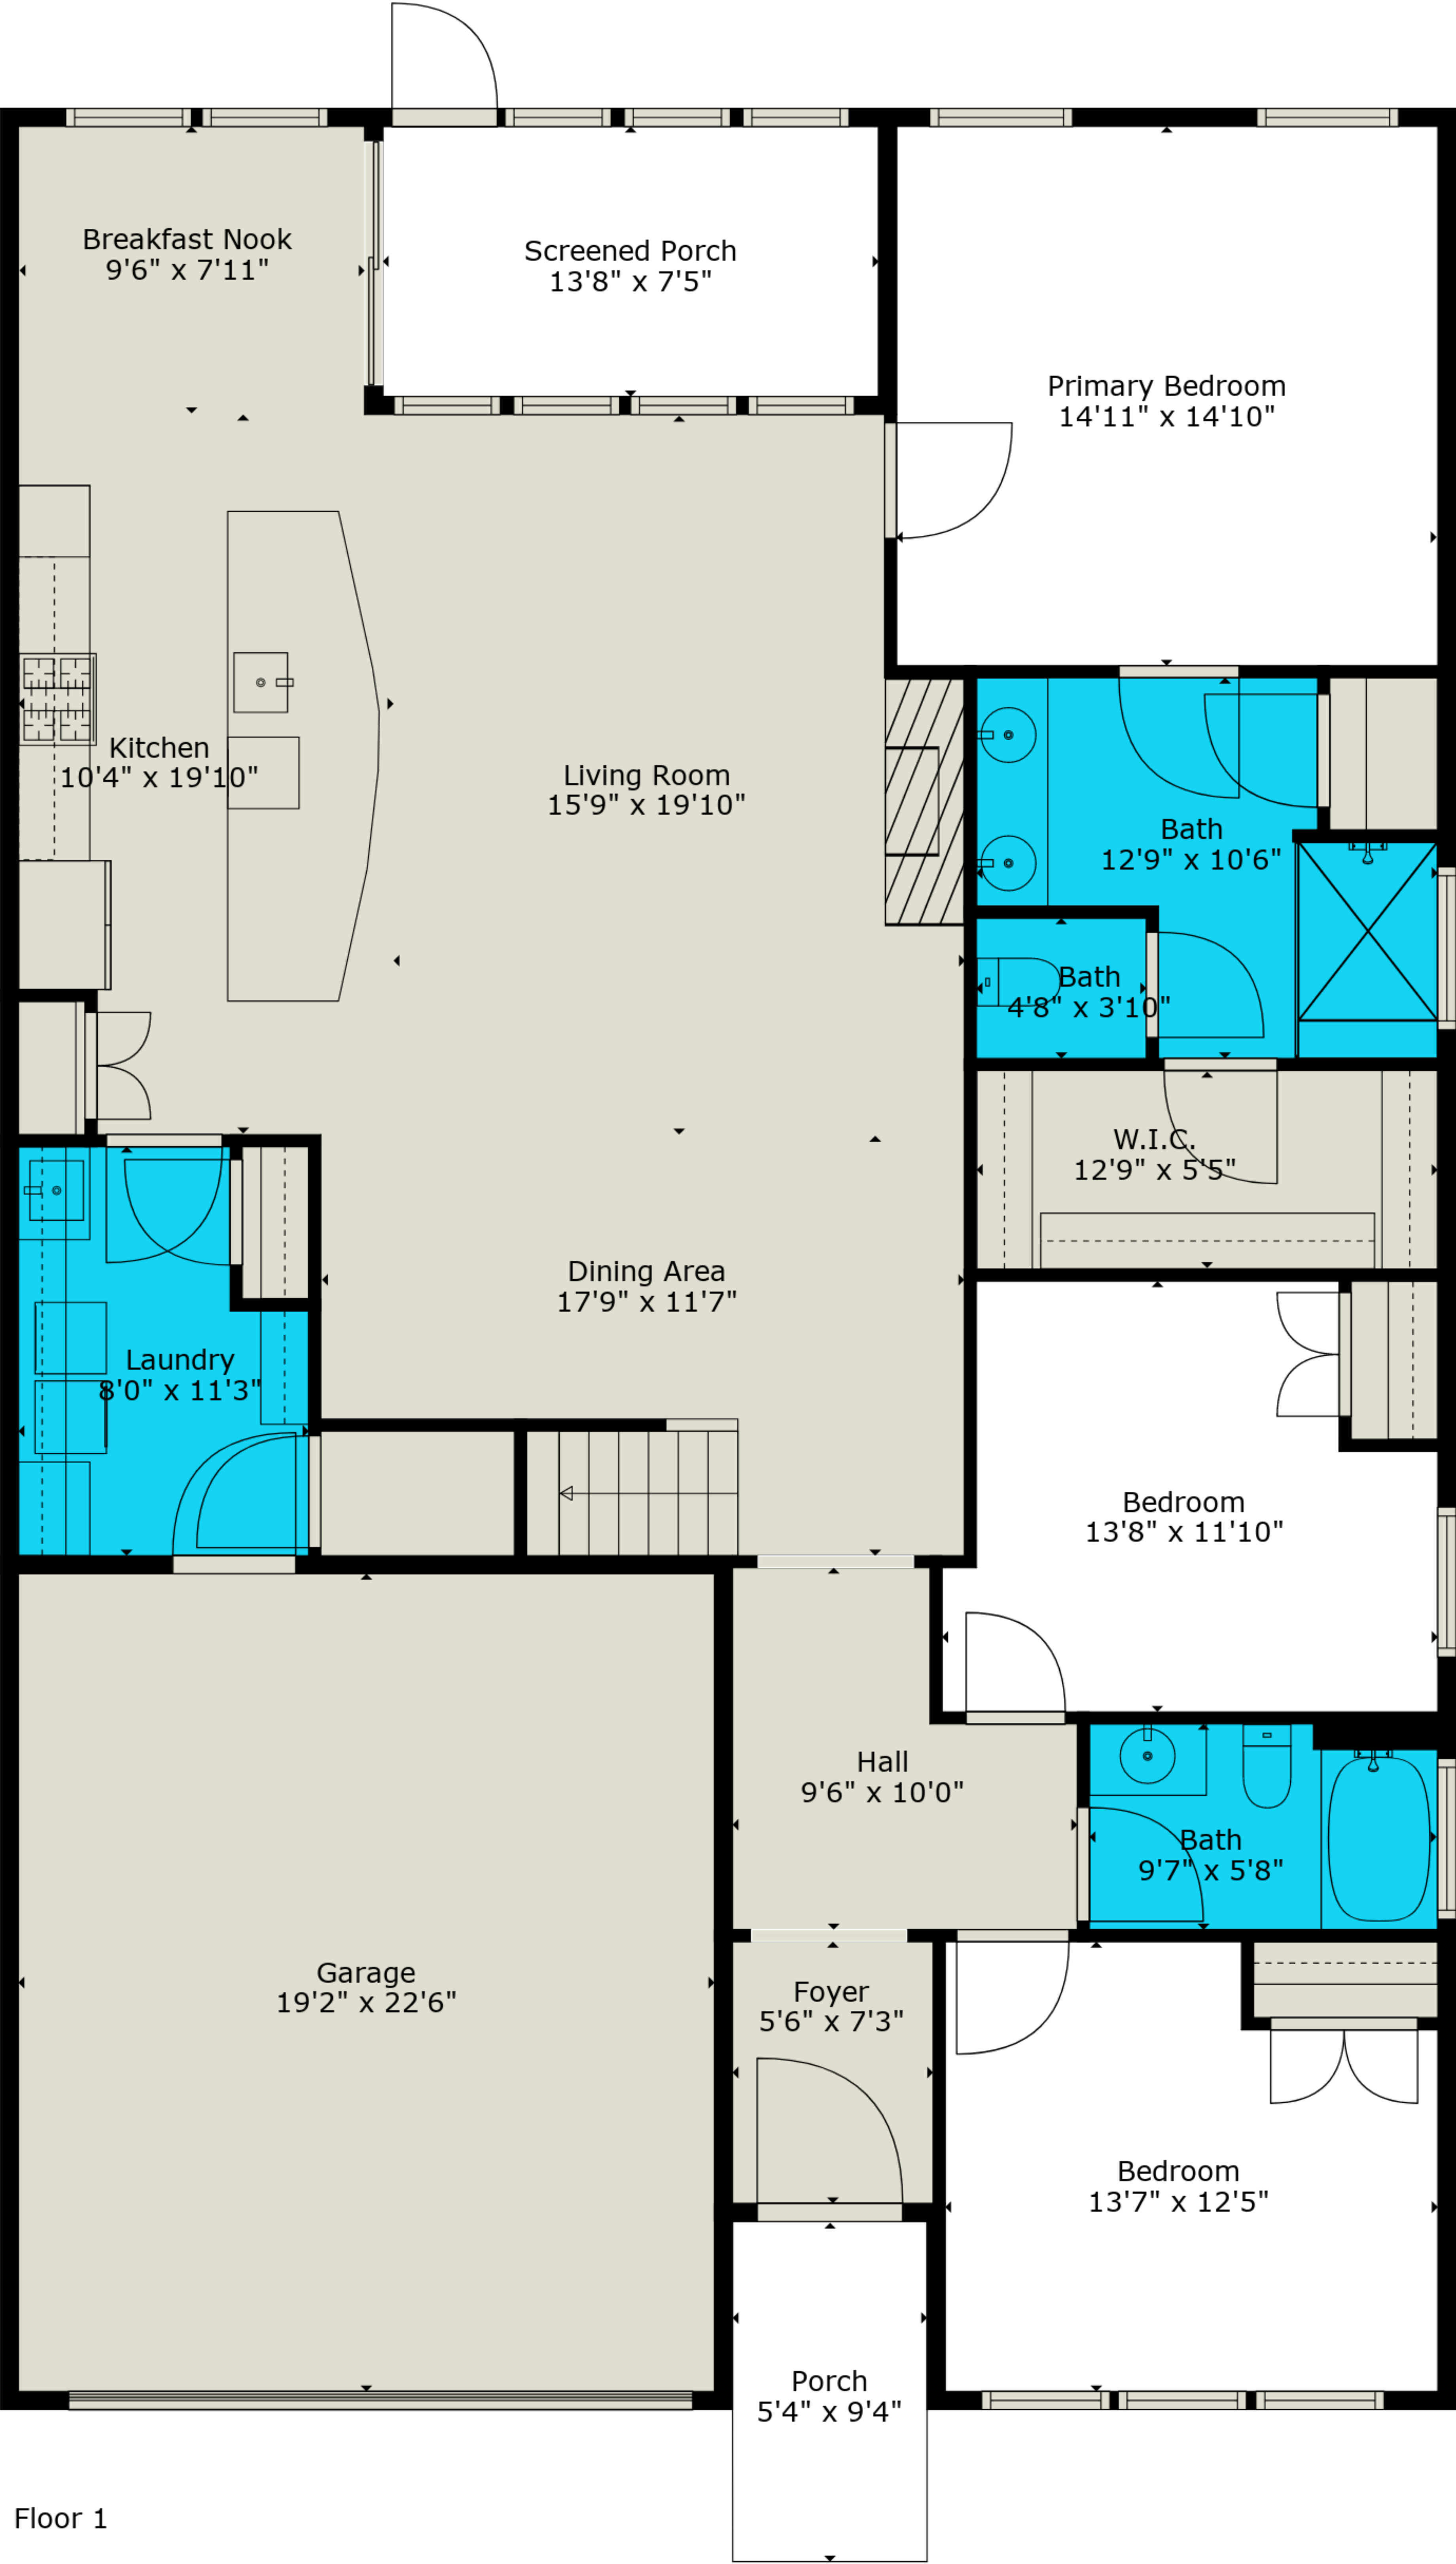 Breakfast Nook
9'6" x 7'11"
Screened Porch
13'8" x 7'5"
Primary Bedroom
14'11" x 14'10"
Kitchen
10'4" x 19'10"
Living Room
15'9" x 19'10"
Bath
12'9" x 10'6"
Bath
4'8" x 3'10"
W.I.C.
12'9" x 5'5"
Dining Area
17'9" x 11'7"
Laundry
8'0" x 11'3"
Bedroom
13'8" x 11'10"
Hall
9'6" x 10'0"
Bath
9'7" x 5'8"
Garage
19'2" x 22'6"
Foyer
5'6" x 7'3"
Bedroom
13'7" x 12'5"
Porch
5'4" x 9'4"
Floor 1